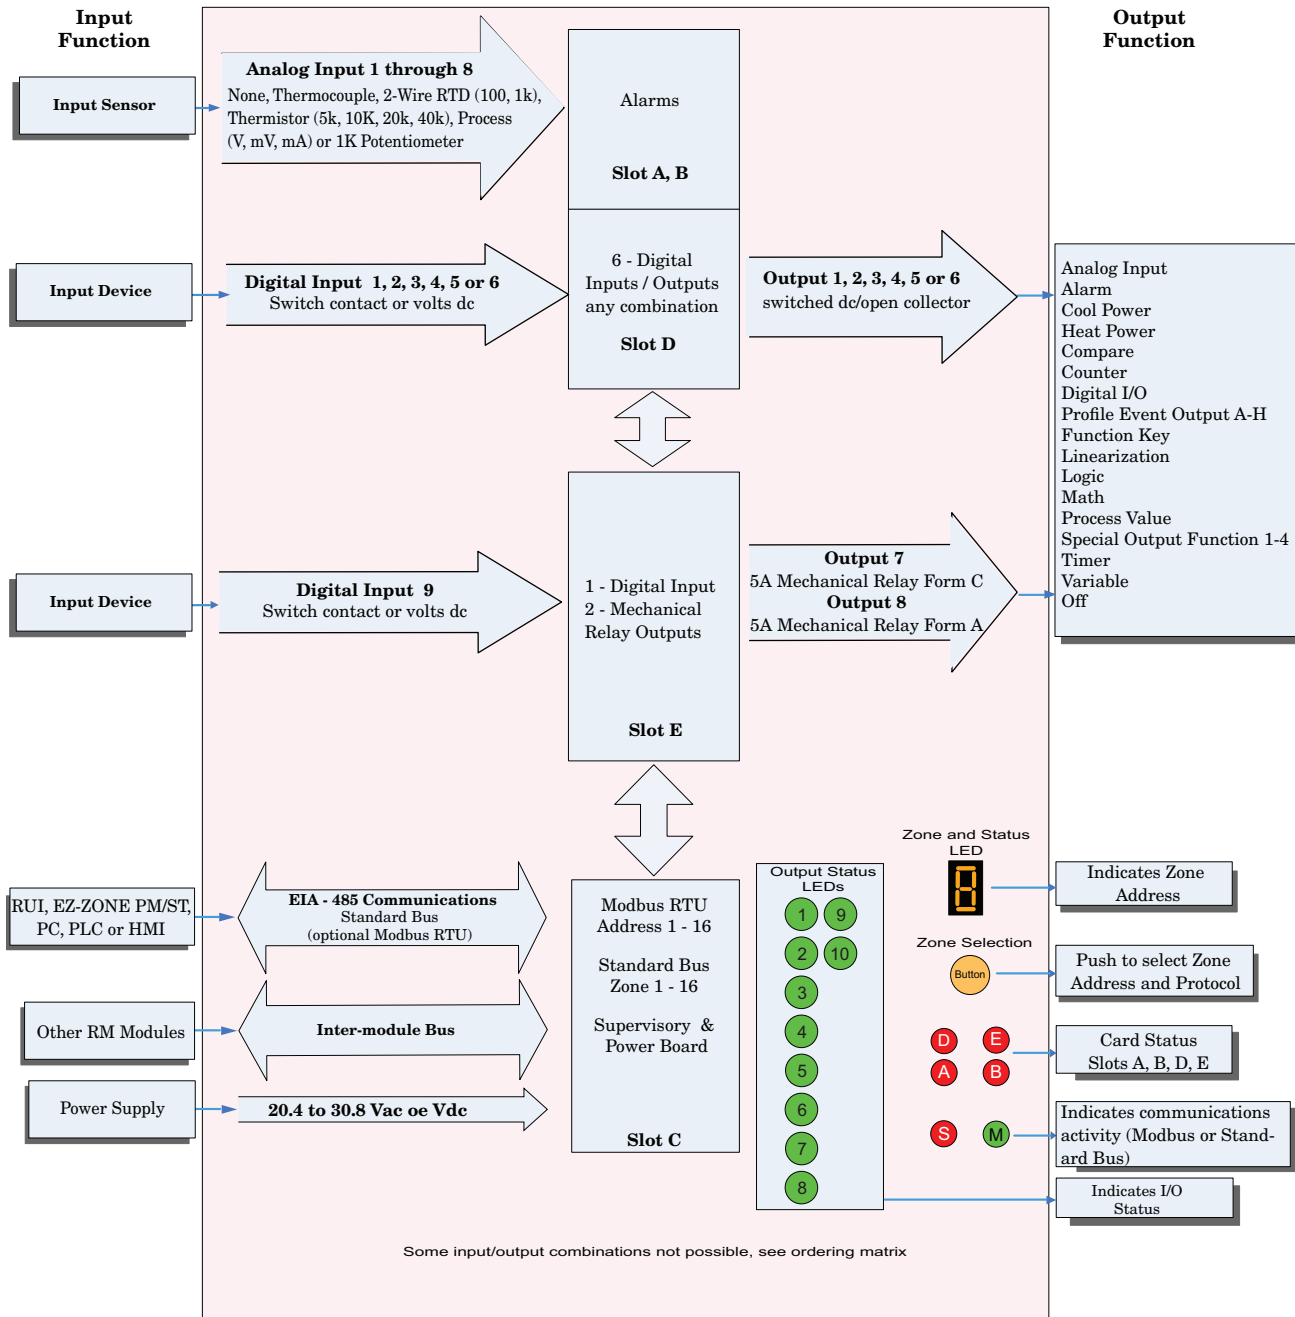 Input
Function
Output
Function
Input Sensor
Analog Input 1 through 8
None, Thermocouple, 2-Wire RTD (100, 1k),
Thermistor (5k, 10K, 20k, 40k), Process
(V, mV, mA) or 1K Potentiometer
Alarms
Slot A, B
Input Device
Digital Input 1, 2, 3, 4, 5 or 6
Switch contact or volts dc
6 - Digital
Inputs / Outputs
any combination
Slot D
Output 1, 2, 3, 4, 5 or 6
switched dc/open collector
Analog Input
Alarm
Cool Power
Heat Power
Compare
Counter
Digital I/O
Profile Event Output A-H
Function Key
Linearization
Logic
Math
Process Value
Special Output Function 1-4
Timer
Variable
Off
Input Device
Digital Input 9
Switch contact or volts dc
1 - Digital Input
2 - Mechanical
Relay Outputs
Slot E
Output 7
5A Mechanical Relay Form C
Output 8
5A Mechanical Relay Form A
RUI, EZ-ZONE PM/ST,
PC, PLC or HMI
EIA - 485 Communications
Standard Bus
(optional Modbus RTU)
Other RM Modules
Inter-module Bus
Power Supply
20.4 to 30.8 Vac oe Vdc
Modbus RTU
Address 1 - 16
Standard Bus
Zone 1 - 16
Supervisory &
Power Board
Slot C
Output Status
LEDs
1 9
2 10
3
4
5
6
7
8
Zone and Status
LED
8
Indicates Zone
Address
Zone Selection
Button
Push to select Zone
Address and Protocol
D E
A B
Card Status
Slots A, B, D, E
S M
Indicates communications
activity (Modbus or Stand-
ard Bus)
Indicates I/O
Status
Some input/output combinations not possible, see ordering matrix